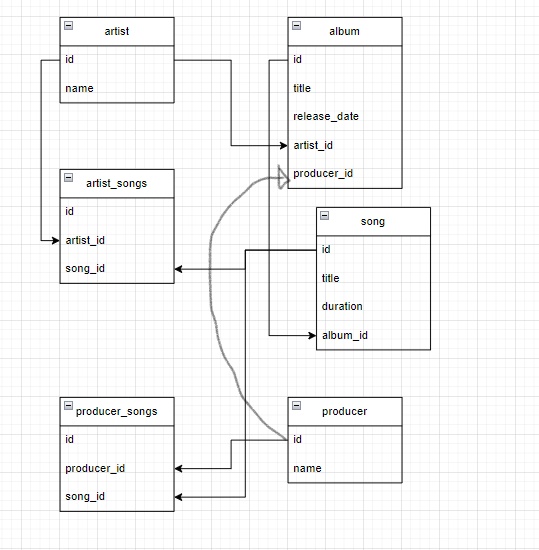 artist
id
name
album
id
title
release_date
artist_id
producer_id
artist_songs
id
artist_id
song_id
song
id
title
duration
album_id
producer_songs
id
producer_id
song_id
producer
id
name